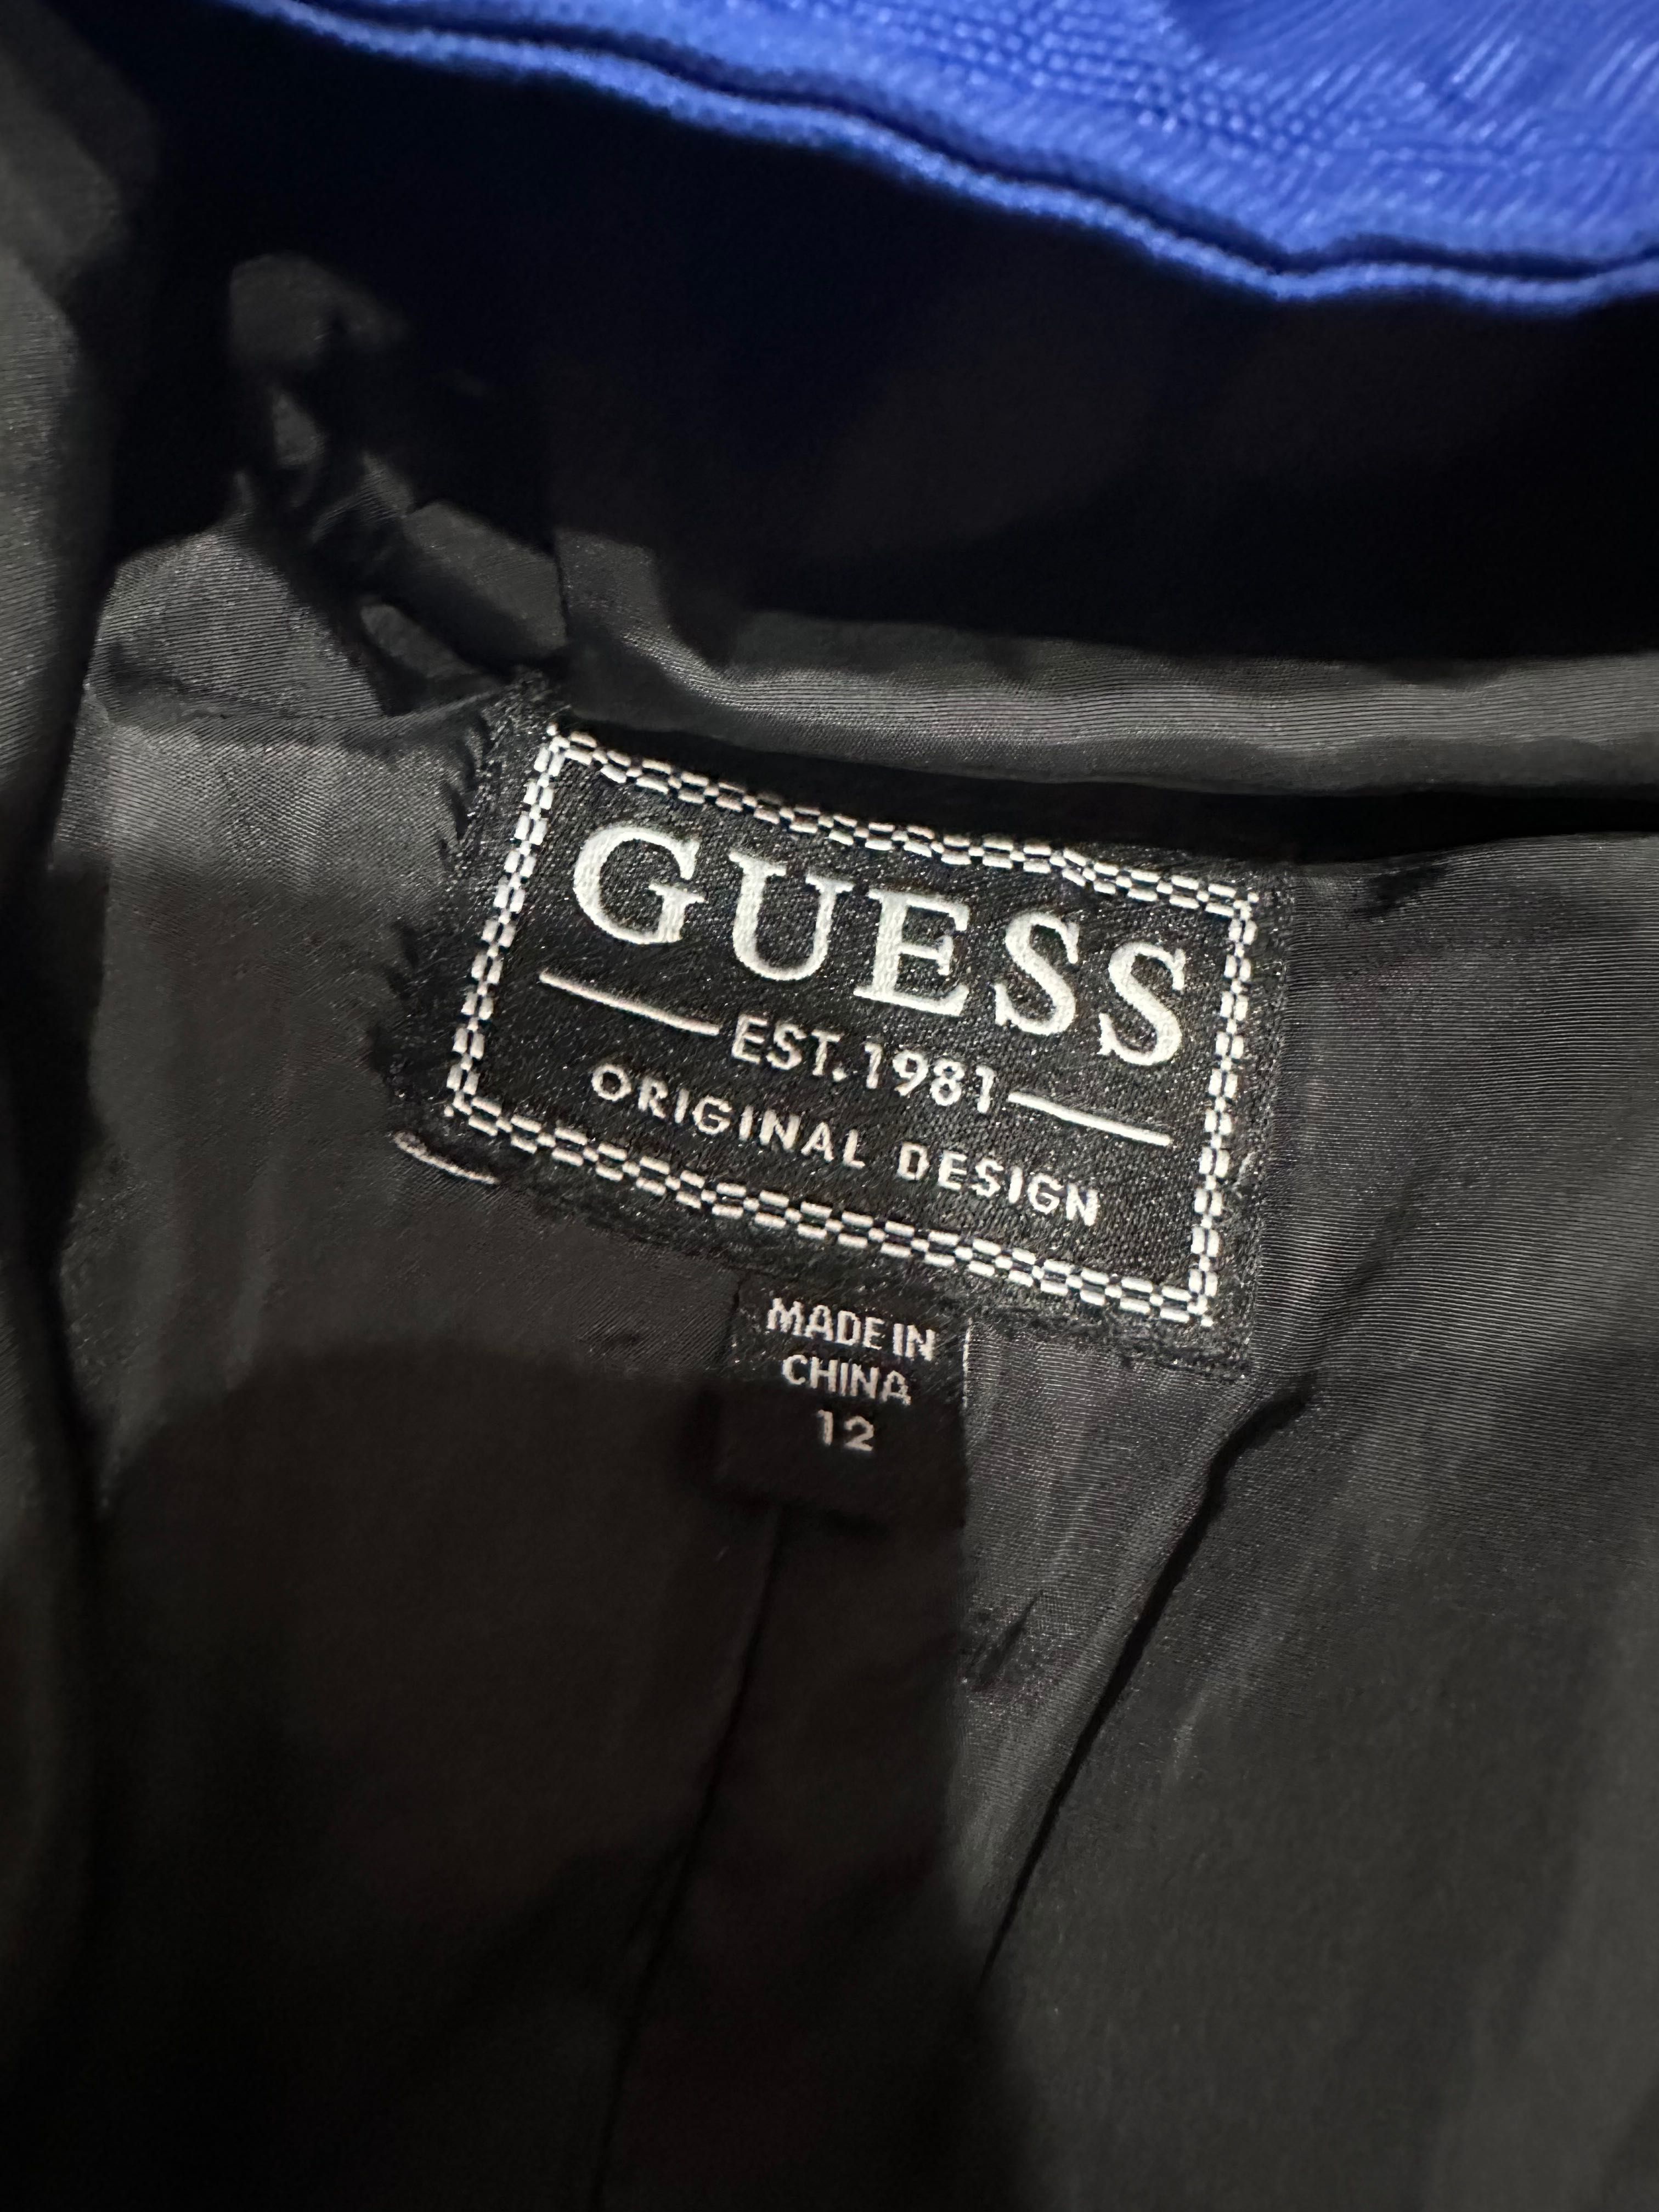 GUESS
EST.1981
ORIGINAL DESIGN
MADE IN
CHINA
12